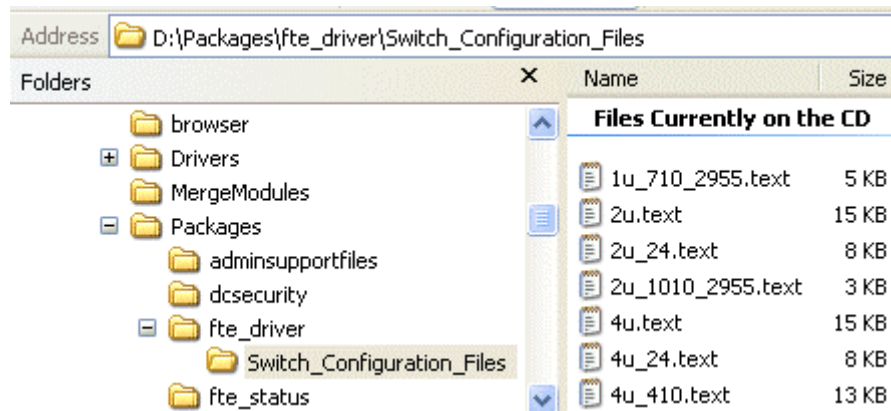 Address D:\Packages\fte_driver\Switch_Configuration_Files
Folders
browser
Drivers
MergeModules
Packages
adminsupportfiles
dcsecurity
fte_driver
Switch_Configuration_Files
fte_status
Name Size
Files Currently on the CD
1u_710_2955.text 5 KB
2u.text 15 KB
2u_24.text 8 KB
2u_1010_2955.text 3 KB
4u.text 15 KB
4u_24.text 8 KB
4u_410.text 13 KB